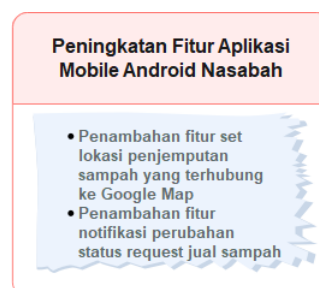 Peningkatan Fitur Aplikasi
Mobile Android Nasabah
• Penambahan fitur set
lokasi penjemputan
sampah yang terhubung
ke Google Map
• Penambahan fitur
notifikasi perubahan
status request jual sampah